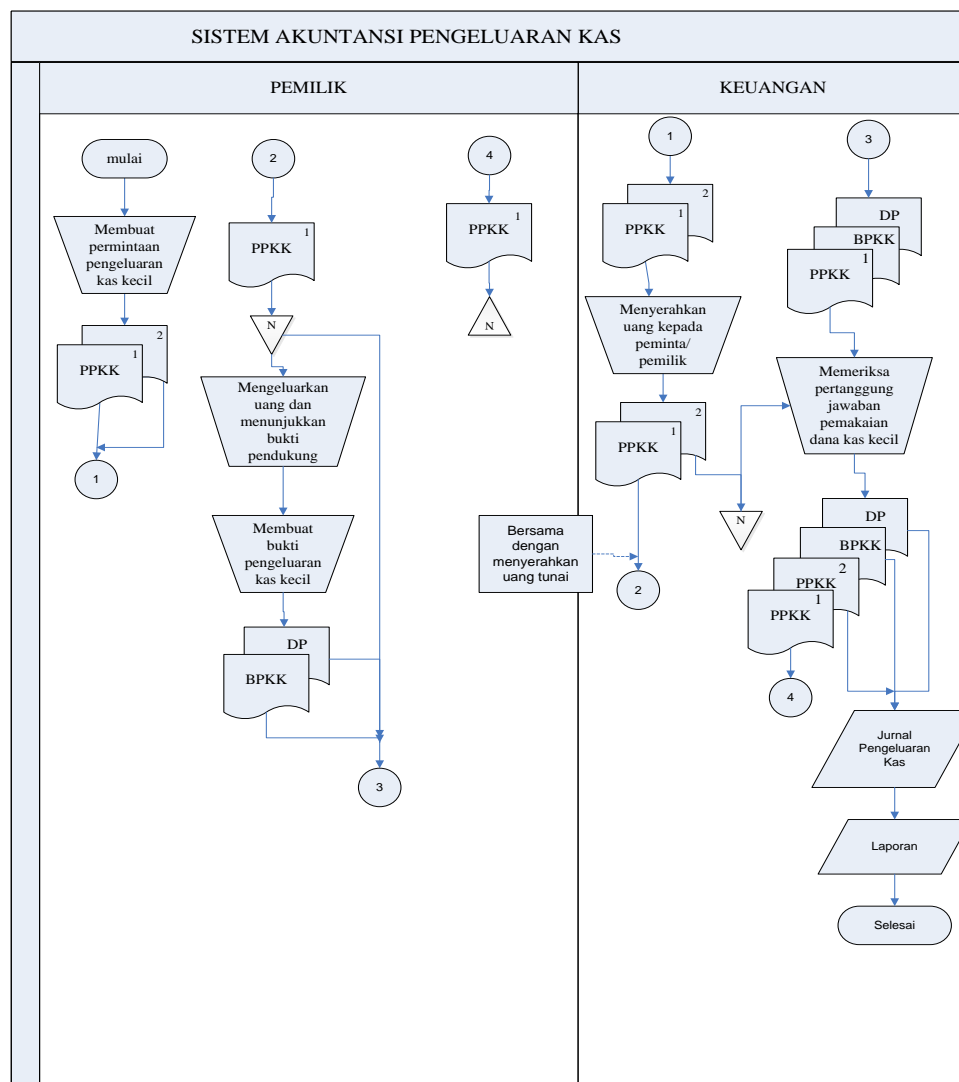 SISTEM AKUNTANSI PENGELUARAN KAS
PEMILIK
KEUANGAN
mulai
Membuat
permintaan
pengeluaran
kas kecil
2
PPKK
1
1
2
PPKK
1
N
Mengeluarkan
uang dan
menunjukkan
bukti
pendukung
Membuat
bukti
pengeluaran
kas kecil
DP
BPKK
3
4
PPKK
1
N
1
2
PPKK
1
Menyerahkan
uang kepada
peminta/
pemilik
2
PPKK
1
N
Bersama
dengan
menyerahkan
uang tunai
2
3
DP
BPKK
PPKK
1
Memeriksa
pertanggung
jawaban
pemakaian
dana kas kecil
DP
BPKK
PPKK
2
PPKK
1
4
Jurnal
Pengeluaran
Kas
Laporan
Selesai